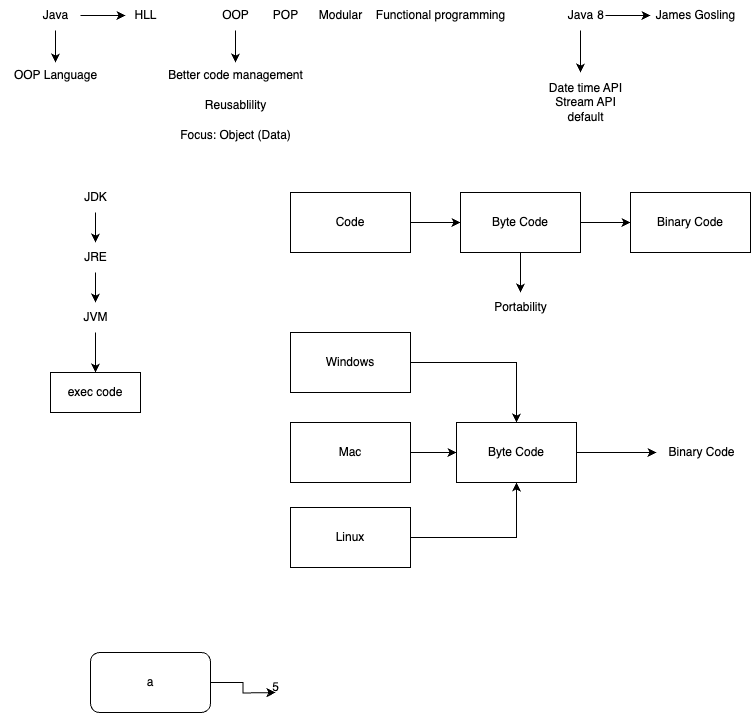 Java HLL OOP POP Modular Functional programming Java 8 James Gosling
OOP Language Better code management Date time API
Stream API
default
Reusablility
Focus: Object (Data)
JDK
JRE
JVM
exec code
Code Byte Code Binary Code
Portability
Windows
Mac Byte Code Binary Code
Linux
a 5